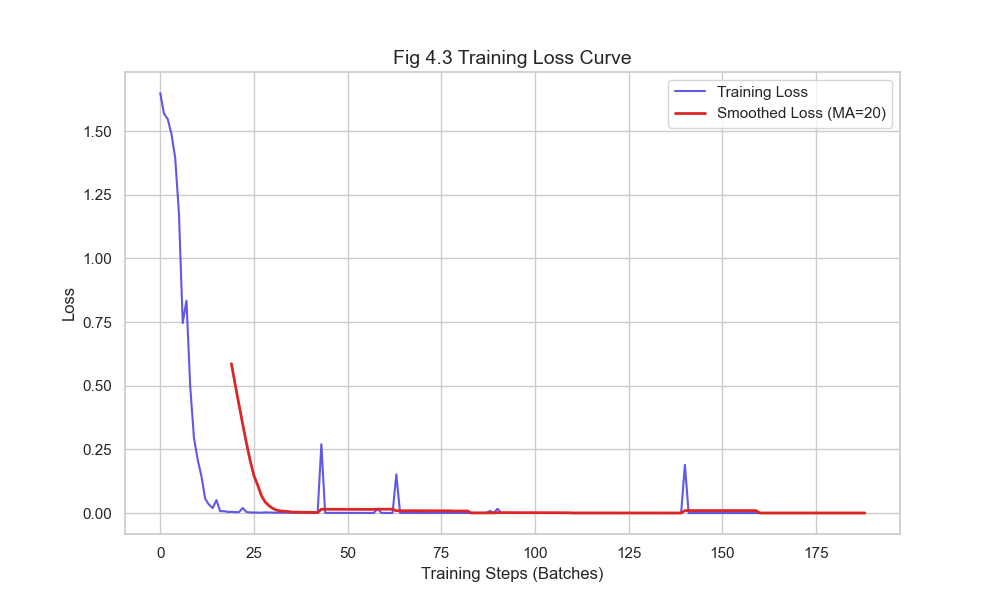 Fig 4.3 Training Loss Curve
Training Loss
Smoothed Loss (MA=20)
1.50
1.25
1.00
0.75
0.50
0.25
0.00
Loss
0 25 50 75 100 125 150 175
Training Steps (Batches)